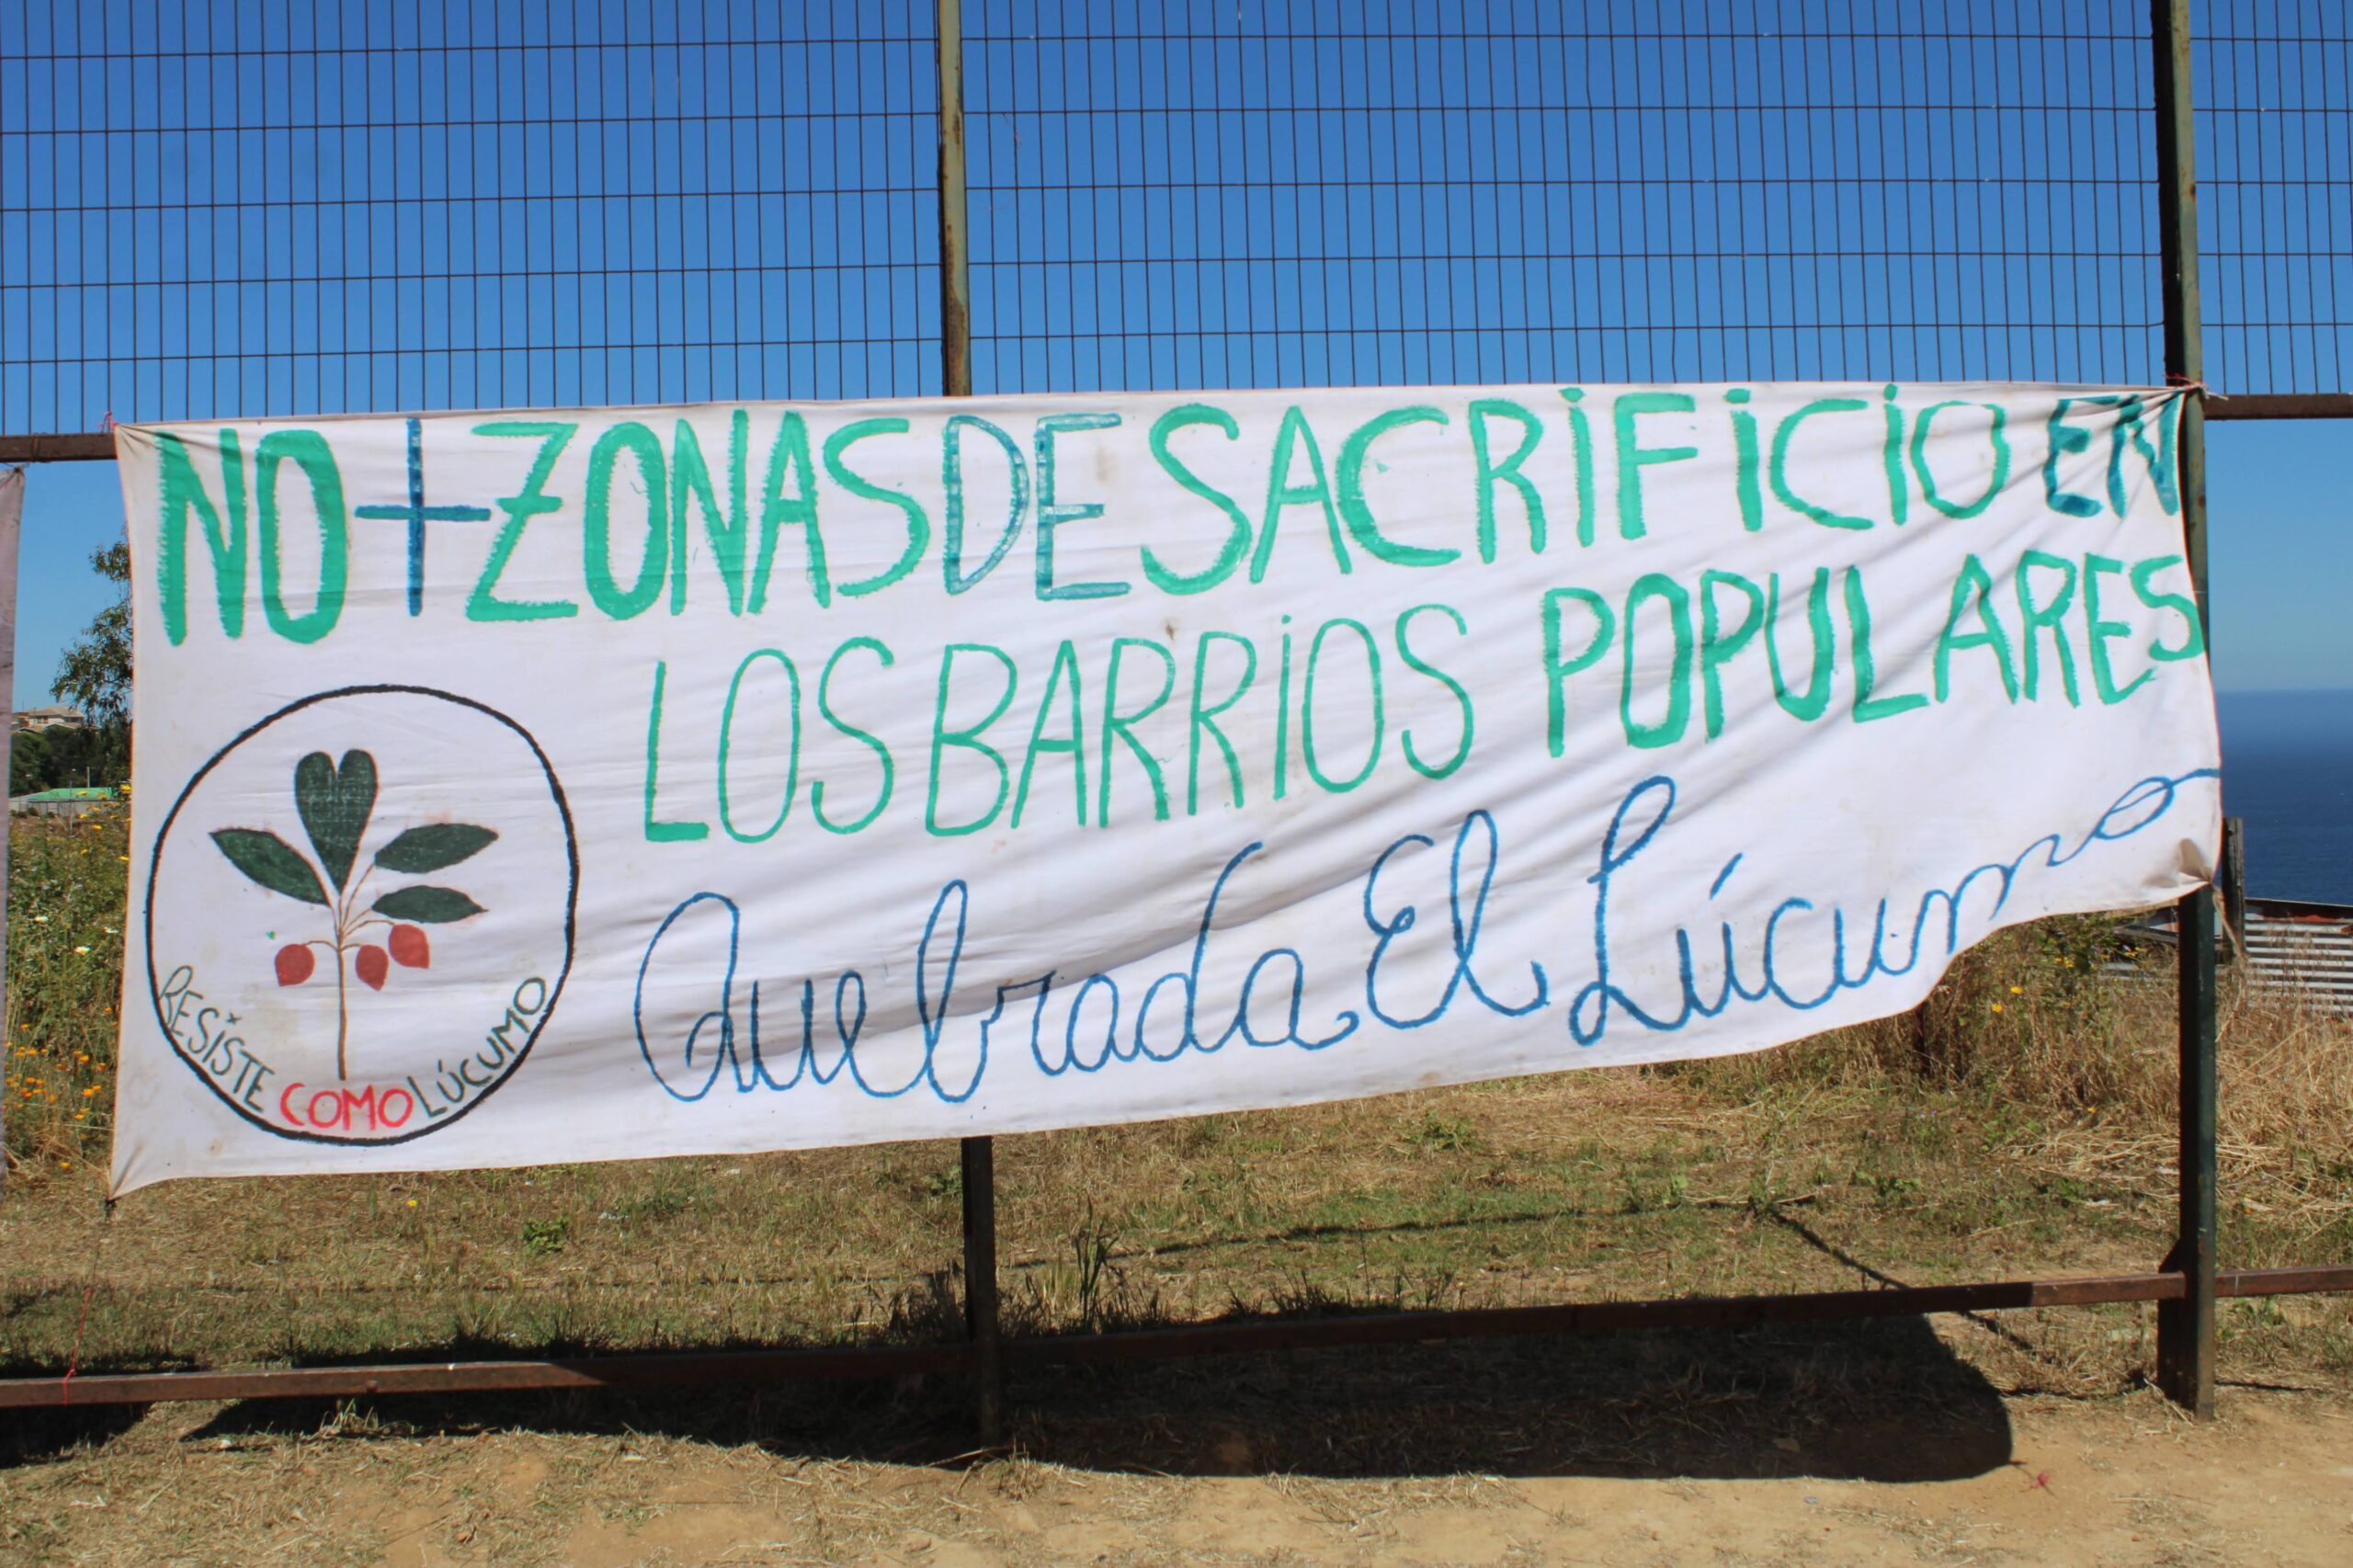 NO + ZONAS DE SACRIFICIO EN
LOS BARRIOS POPULARES
Quebrada El Lúcumo
RESISTE COMO LÚCUMO